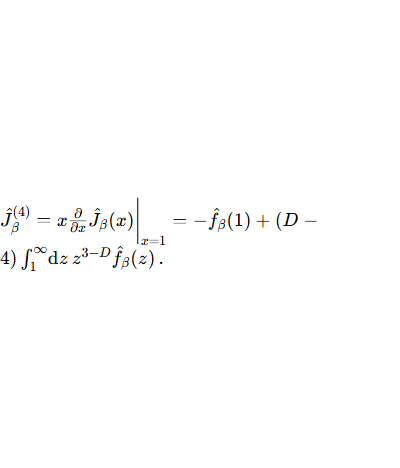 $\hat{J}_{\beta}^{(4)} = x \frac{\partial}{\partial x} \hat{J}_{\beta}(x) \Big|_{x=1} = -\hat{f}_{\beta}(1) + (D -$
$4) \int_{1}^{\infty} \mathrm{d}z \, z^{3-D} \hat{f}_{\beta}(z) \, .$